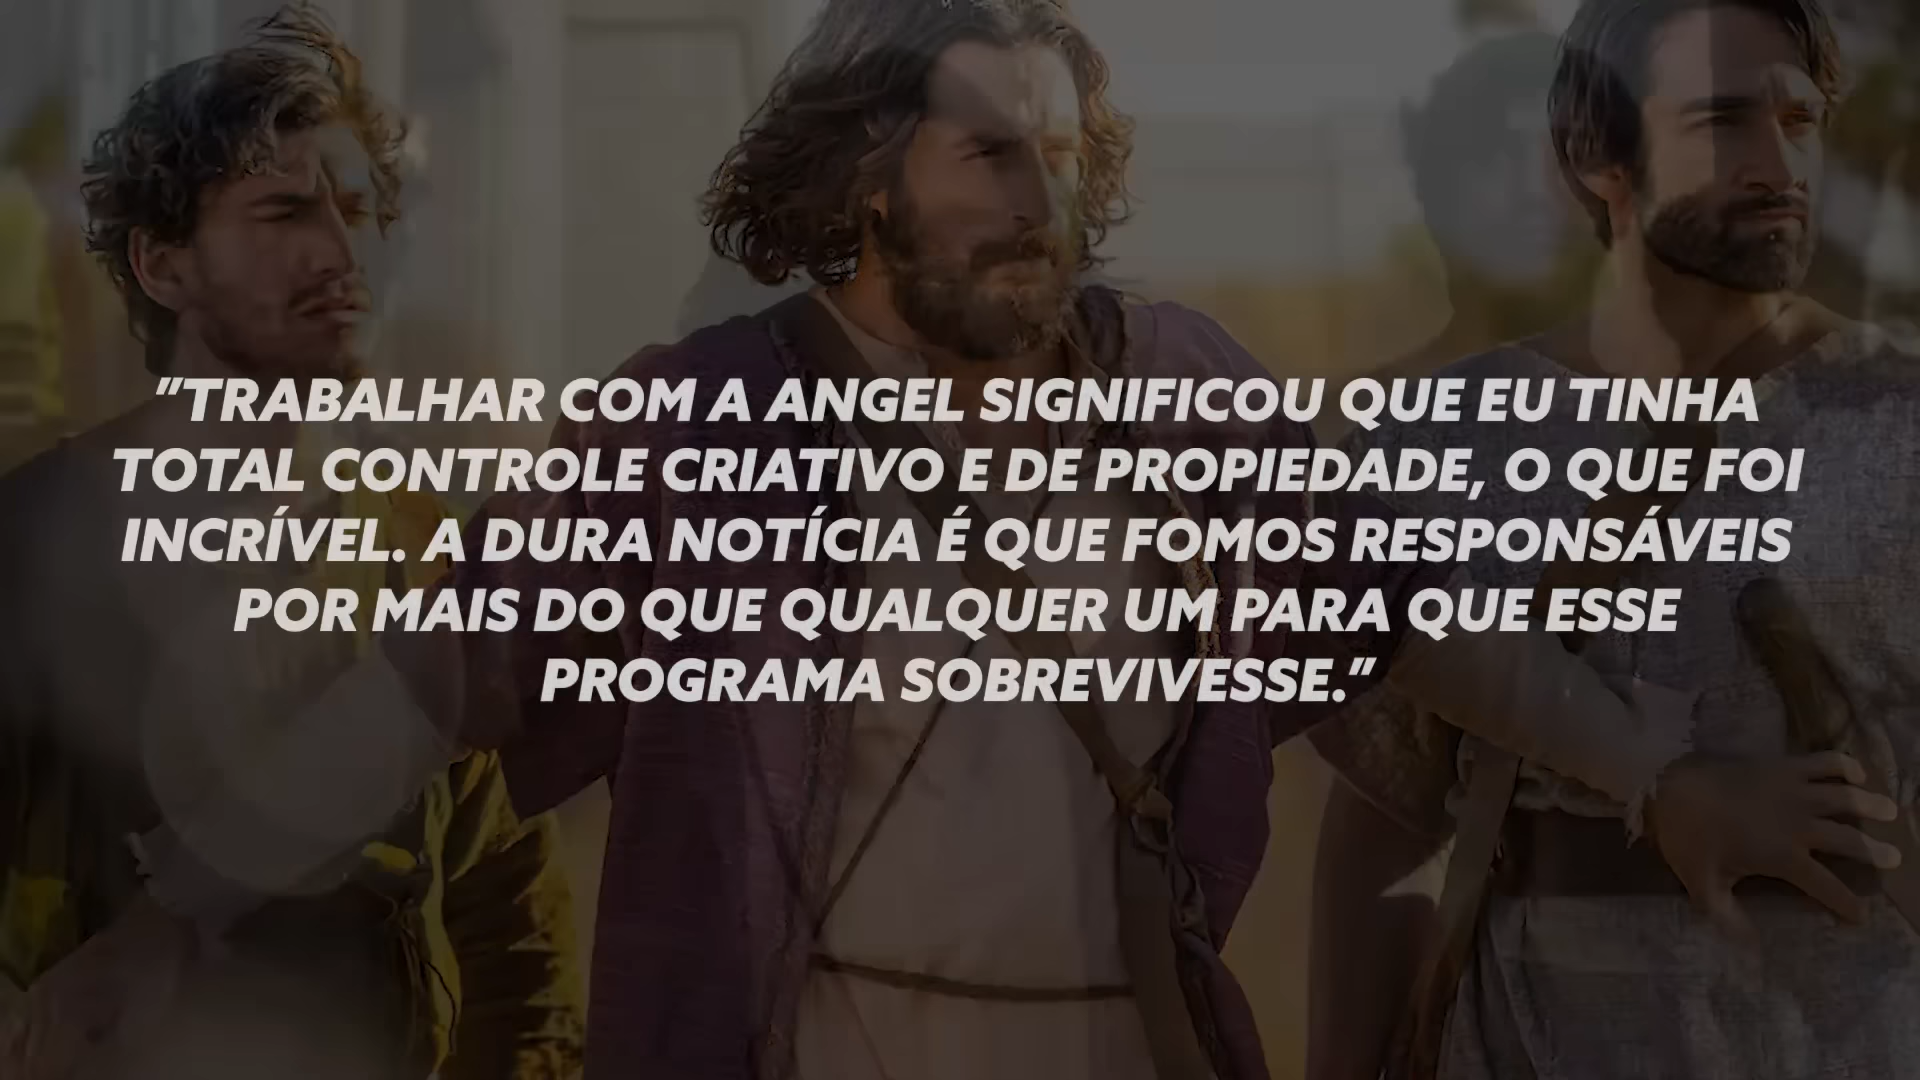 "TRABALHAR COM A ANGEL SIGNIFICOU QUE EU TINHA
TOTAL CONTROLE CRIATIVO E DE PROPIEDADE, O QUE FOI
INCRÍVEL. A DURA NOTÍCIA É QUE FOMOS RESPONSÁVEIS
POR MAIS DO QUE QUALQUER UM PARA QUE ESSE
PROGRAMA SOBREVIVESSE."